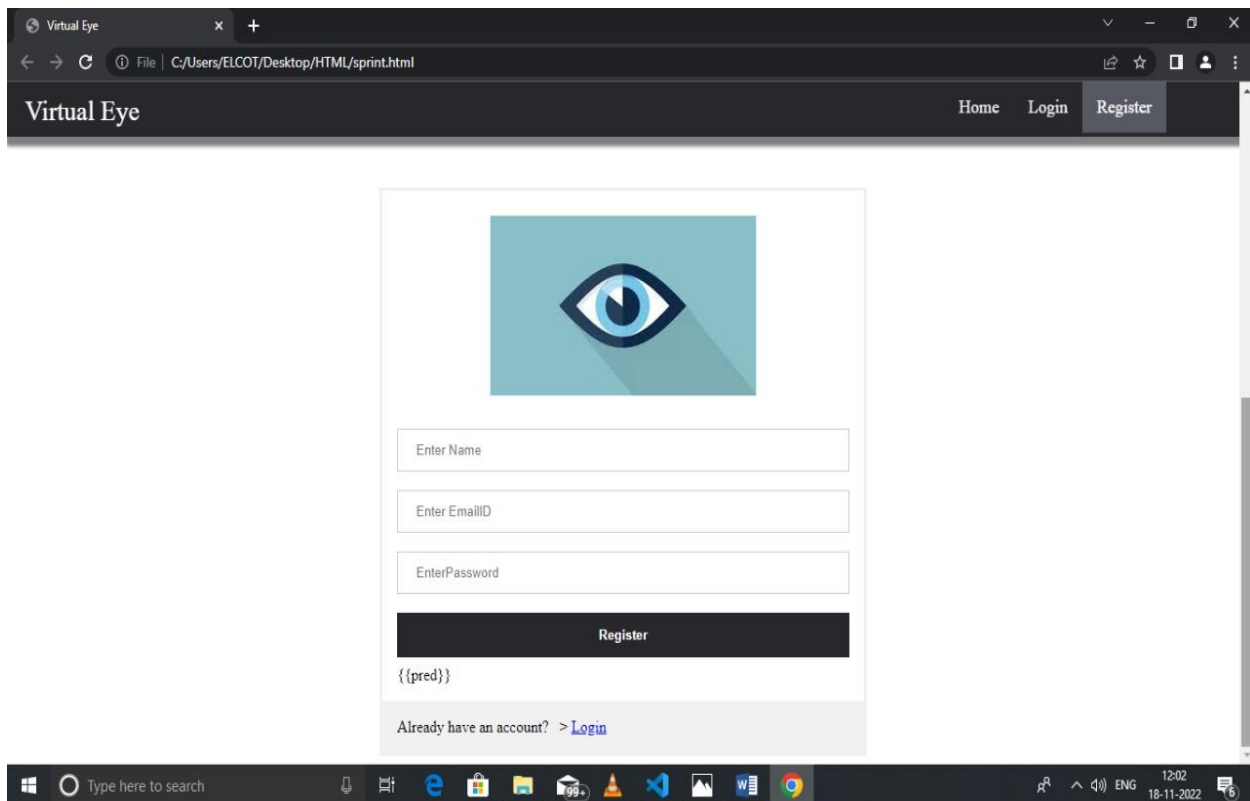 Virtual Eye
File C:/Users/ELCOT/Desktop/HTML/sprint.html
Virtual Eye Home Login Register
Enter Name
Enter EmailID
EnterPassword
Register
{{pred}}
Already have an account? > Login
Type here to search 99+ ENG 12:02
18-11-2022 6